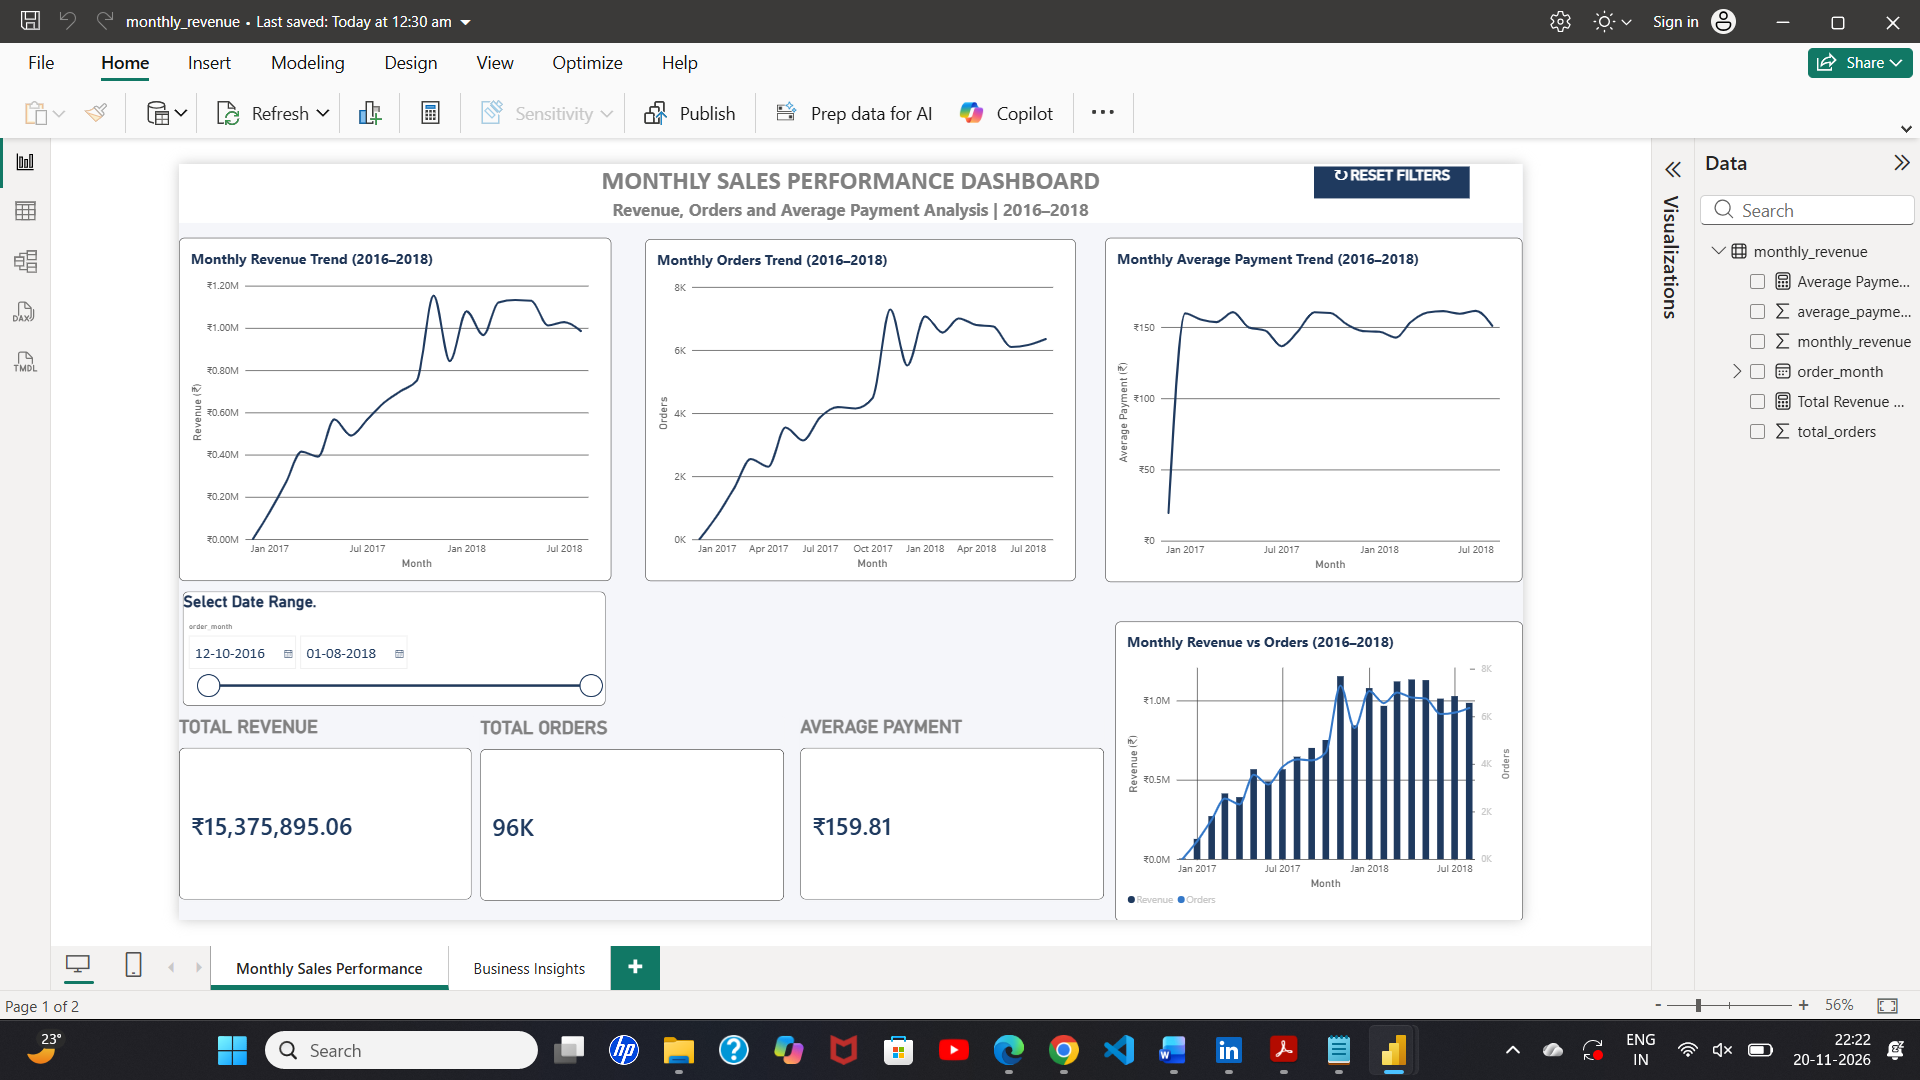 monthly_revenue • Last saved: Today at 12:30 am
Sign in
File
Home
Insert
Modeling
Design
View
Optimize
Help
Share
Refresh
Sensitivity
Publish
Prep data for AI
Copilot
MONTHLY SALES PERFORMANCE DASHBOARD
Revenue, Orders and Average Payment Analysis | 2016–2018
↻ RESET FILTERS
Monthly Revenue Trend (2016–2018)
₹1.20M
₹1.00M
₹0.80M
₹0.60M
₹0.40M
₹0.20M
₹0.00M
Revenue (₹)
Jan 2017 Jul 2017 Jan 2018 Jul 2018
Month
Monthly Orders Trend (2016–2018)
8K
6K
4K
2K
0K
Orders
Jan 2017 Apr 2017 Jul 2017 Oct 2017 Jan 2018 Apr 2018 Jul 2018
Month
Monthly Average Payment Trend (2016–2018)
₹150
₹100
₹50
₹0
Average Payment (₹)
Jan 2017 Jul 2017 Jan 2018 Jul 2018
Month
Select Date Range.
order_month
12-10-2016 01-08-2018
TOTAL REVENUE
₹15,375,895.06
TOTAL ORDERS
96K
AVERAGE PAYMENT
₹159.81
Monthly Revenue vs Orders (2016–2018)
₹1.0M
₹0.5M
₹0.0M
Revenue (₹)
8K
6K
4K
2K
0K
Orders
Jan 2017 Jul 2017 Jan 2018 Jul 2018
Month
Revenue Orders
Visualizations
Data
Search
monthly_revenue
Average Payme...
average_payme...
monthly_revenue
order_month
Total Revenue ...
total_orders
DAX
TMDL
Monthly Sales Performance
Business Insights
Page 1 of 2
56%
23°
Search
hp
ENG
IN
22:22
20-11-2026